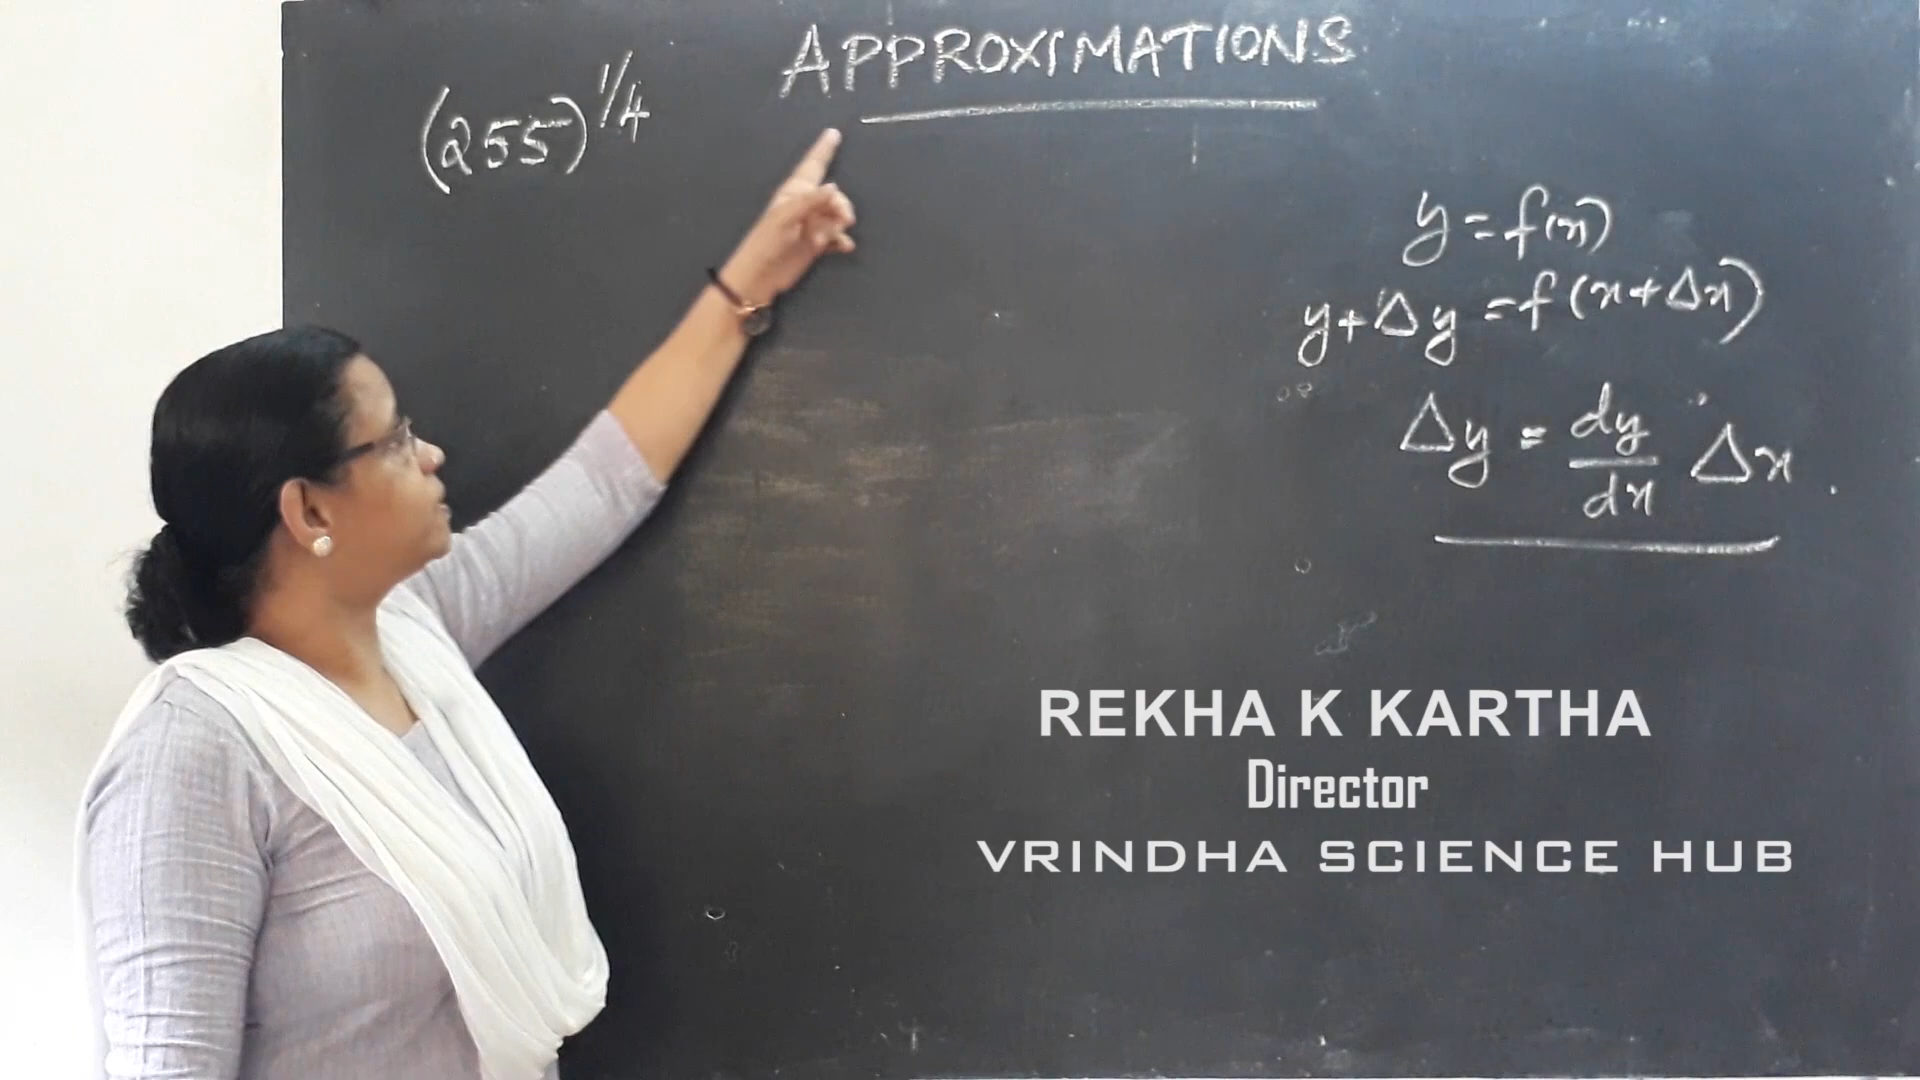 APPROXIMATIONS
(255)^1/4
y = f(x)
y + Δy = f(x + Δx)
Δy = dy/dx Δx
REKHA K KARTHA
Director
VRINDHA SCIENCE HUB